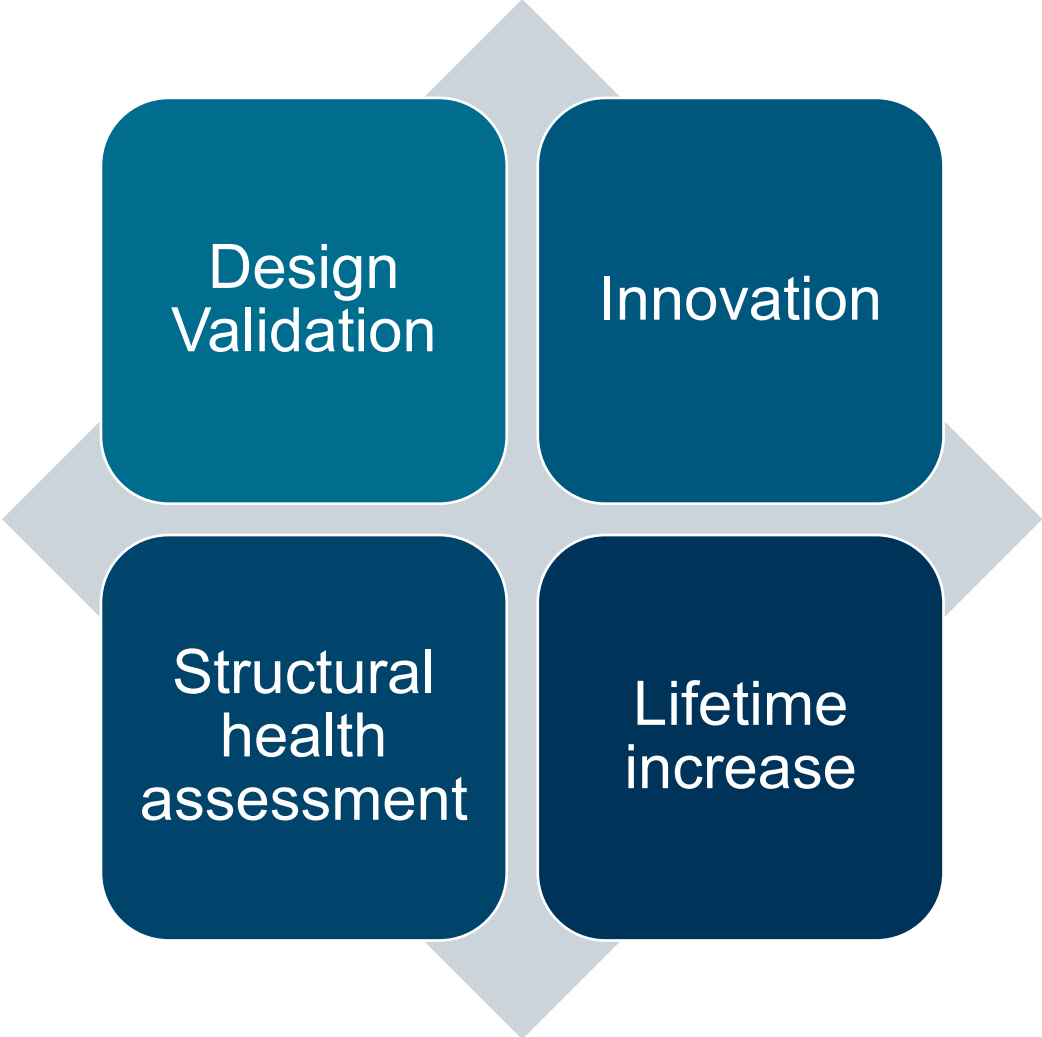 Design
Validation
Innovation
Structural
health
assessment
Lifetime
increase